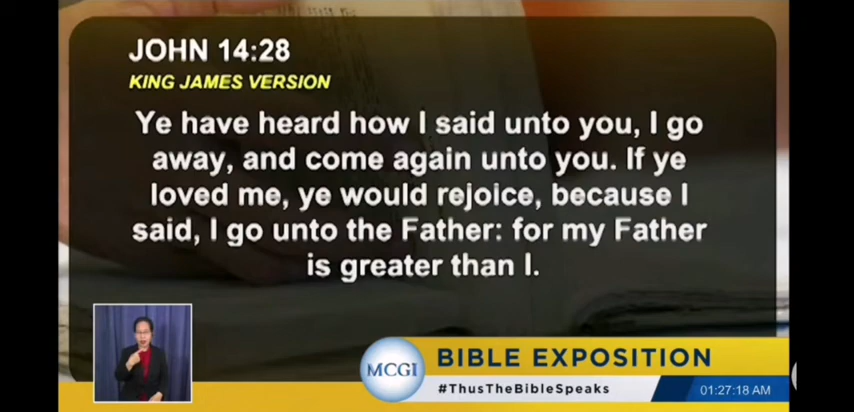 JOHN 14:28
KING JAMES VERSION
Ye have heard how I said unto you, I go
away, and come again unto you. If ye
loved me, ye would rejoice, because I
said, I go unto the Father: for my Father
is greater than I.
MCGI
BIBLE EXPOSITION
#ThusTheBibleSpeaks
01:27:18 AM